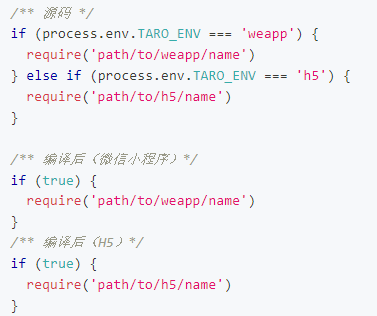 /** 源码 */
if (process.env.TARO_ENV === 'weapp') {
  require('path/to/weapp/name')
} else if (process.env.TARO_ENV === 'h5') {
  require('path/to/h5/name')
}

/** 编译后（微信小程序）*/
if (true) {
  require('path/to/weapp/name')
}
/** 编译后（H5）*/
if (true) {
  require('path/to/h5/name')
}